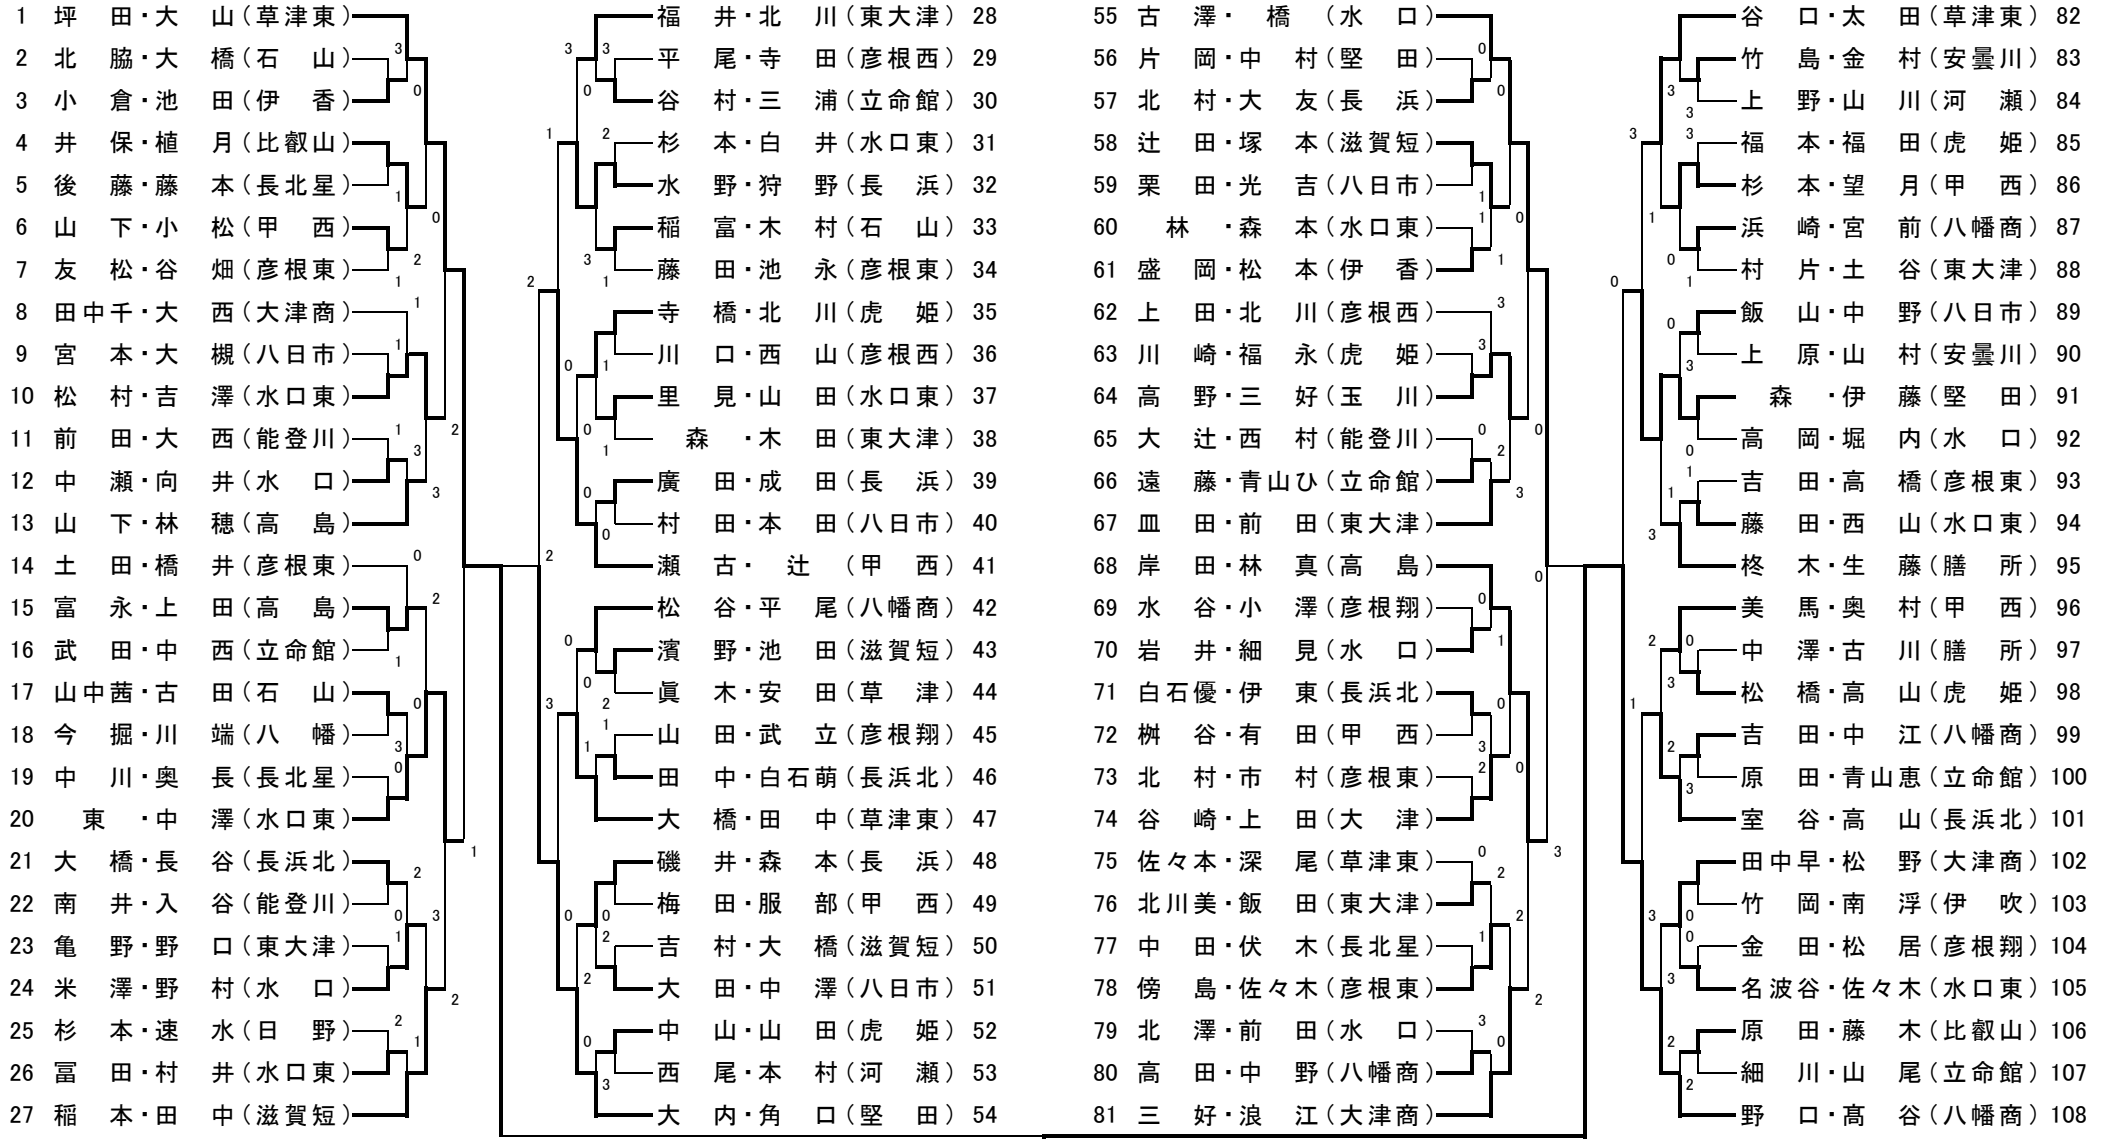 1 坪田・大山（草津東）
2 北脇・大橋（石山）
3 小倉・池田（伊香）
4 井保・植月（比叡山）
5 後藤・藤本（長北星）
6 山下・小松（甲西）
7 友松・谷畑（彦根東）
8 田中千・大西（大津商）
9 宮本・大槻（八日市）
10 松村・吉澤（水口東）
11 前田・大西（能登川）
12 中瀬・向井（水口）
13 山下・林穂（高島）
14 土田・橋井（彦根東）
15 富永・上田（高島）
16 武田・中西（立命館）
17 山中茜・古田（石山）
18 今掘・川端（八幡）
19 中川・奥長（長北星）
20 東・中澤（水口東）
21 大橋・長谷（長浜北）
22 南井・入谷（能登川）
23 亀野・野口（東大津）
24 米澤・野村（水口）
25 杉本・速水（日野）
26 冨田・村井（水口東）
27 稲本・田中（滋賀短）
福井・北川（東大津）28
平尾・寺田（彦根西）29
谷村・三浦（立命館）30
杉本・白井（水口東）31
水野・狩野（長浜）32
稲富・木村（石山）33
藤田・池永（彦根東）34
寺橋・北川（虎姫）35
川口・西山（彦根西）36
里見・山田（水口東）37
森・木田（東大津）38
廣田・成田（長浜）39
村田・本田（八日市）40
瀬古・辻（甲西）41
松谷・平尾（八幡商）42
濱野・池田（滋賀短）43
眞木・安田（草津）44
山田・武立（彦根翔）45
田中・白石萌（長浜北）46
大橋・田中（草津東）47
磯井・森本（長浜）48
梅田・服部（甲西）49
吉村・大橋（滋賀短）50
大田・中澤（八日市）51
中山・山田（虎姫）52
西尾・本村（河瀬）53
大内・角口（堅田）54
55 古澤・橋（水口）
56 片岡・中村（堅田）
57 北村・大友（長浜）
58 辻田・塚本（滋賀短）
59 栗田・光吉（八日市）
60 林・森本（水口東）
61 盛岡・松本（伊香）
62 上田・北川（彦根西）
63 川崎・福永（虎姫）
64 高野・三好（玉川）
65 大辻・西村（能登川）
66 遠藤・青山ひ（立命館）
67 皿田・前田（東大津）
68 岸田・林真（高島）
69 水谷・小澤（彦根翔）
70 岩井・細見（水口）
71 白石優・伊東（長浜北）
72 桝谷・有田（甲西）
73 北村・市村（彦根東）
74 谷崎・上田（大津）
75 佐々木・深尾（草津東）
76 北川美・飯田（東大津）
77 中田・伏木（長北星）
78 傍島・佐々木（彦根東）
79 北澤・前田（水口）
80 高田・中野（八幡商）
81 三好・浪江（大津商）
谷口・太田（草津東）82
竹島・金村（安曇川）83
上野・山川（河瀬）84
福本・福田（虎姫）85
杉本・望月（甲西）86
浜崎・宮前（八幡商）87
村片・土谷（東大津）88
飯山・中野（八日市）89
上原・山村（安曇川）90
森・伊藤（堅田）91
高岡・堀内（水口）92
吉田・高橋（彦根東）93
藤田・西山（水口東）94
柊木・生藤（膳所）95
美馬・奥村（甲西）96
中澤・古川（膳所）97
松橋・高山（虎姫）98
吉田・中江（八幡商）99
原田・青山恵（立命館）100
室谷・高山（長浜北）101
田中早・松野（大津商）102
竹岡・南浮（伊吹）103
金田・松居（彦根翔）104
名波谷・佐々木（水口東）105
原田・藤木（比叡山）106
細川・山尾（立命館）107
野口・髙谷（八幡商）108